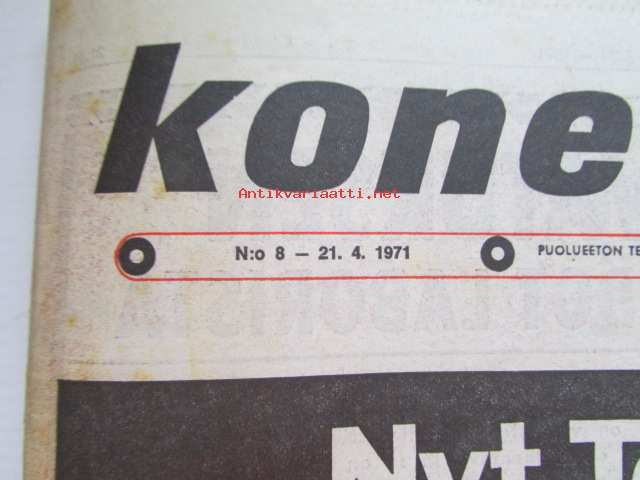 kone
Antikvariaatti.net
N:o 8 — 21. 4. 1971
PUOLUEETON TE
Nyt T